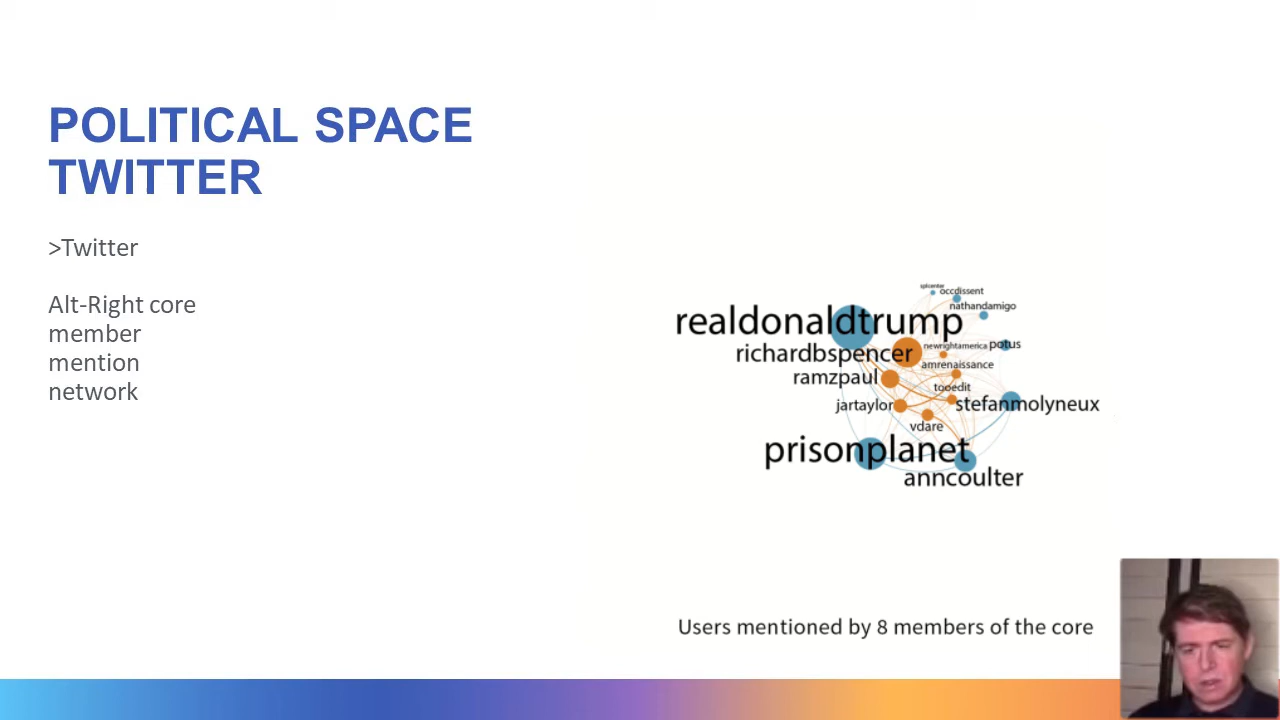 POLITICAL SPACE
TWITTER
>Twitter
Alt-Right core
member
mention
network
splcenter
occdissent
nathandamigo
realdonaldtrump
newrightamerica
potus
richardbspencer
amrenaissance
ramzpaul
tooedit
jartaylor
stefanmolyneux
vdare
prisonplanet
anncoulter
Users mentioned by 8 members of the core